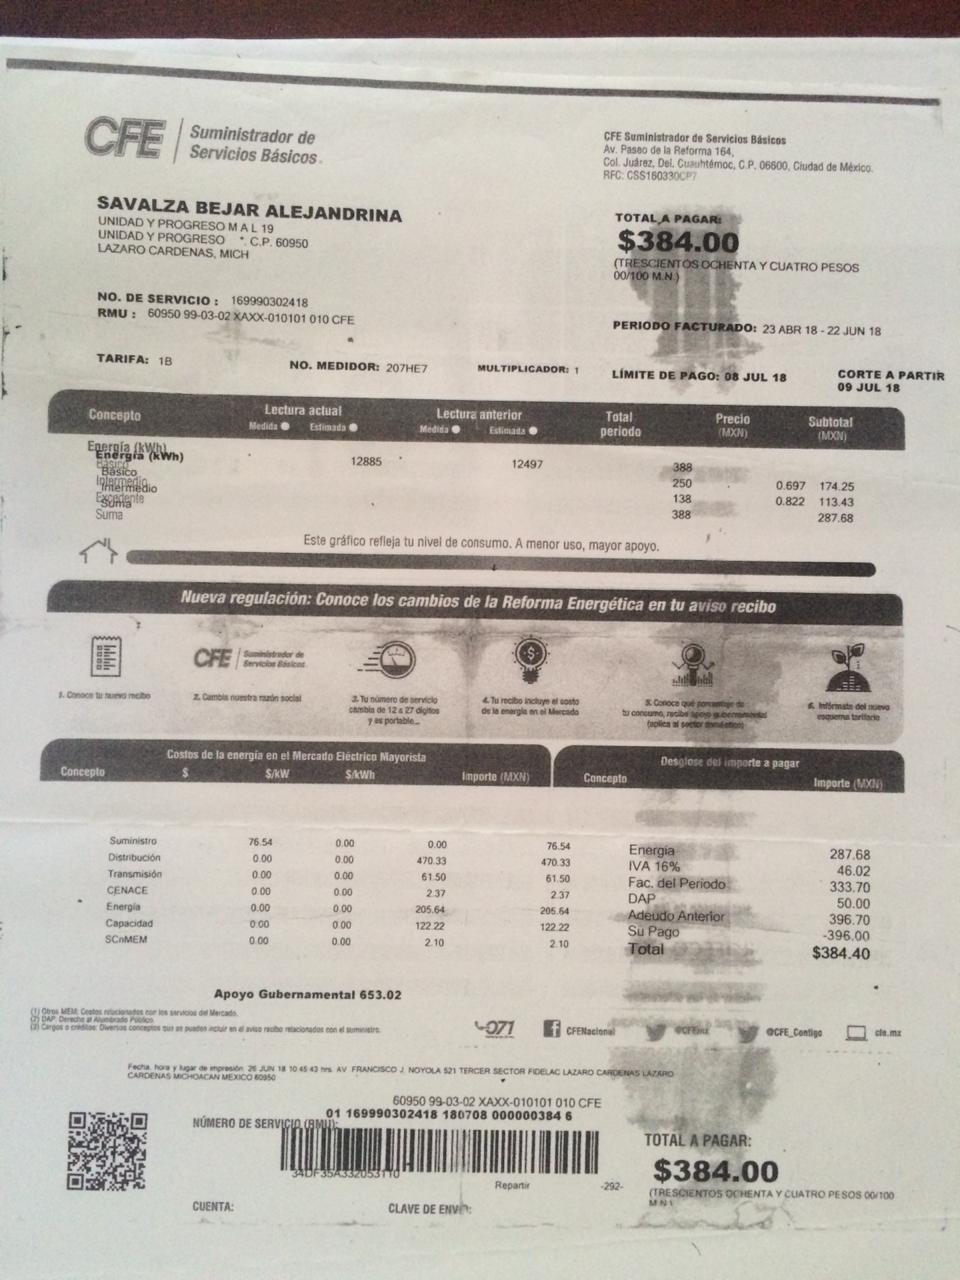 CFE Suministrador de
Servicios Básicos.
CFE Suministrador de Servicios Básicos
Av. Paseo de la Reforma 164,
Col. Juárez, Del. Cuauhtémoc, C.P. 06600, Ciudad de México.
RFC: CSS160330CP7
SAVALZA BEJAR ALEJANDRINA
UNIDAD Y PROGRESO M A L 19
UNIDAD Y PROGRESO *. C.P. 60950
LAZARO CARDENAS, MICH
TOTAL A PAGAR:
$384.00
(TRESCIENTOS OCHENTA Y CUATRO PESOS
00/100 M.N.)
NO. DE SERVICIO : 169990302418
RMU : 60950 99-03-02 XAXX-010101 010 CFE
PERIODO FACTURADO: 23 ABR 18 - 22 JUN 18
TARIFA: 1B NO. MEDIDOR: 207HE7 MULTIPLICADOR: 1 LÍMITE DE PAGO: 08 JUL 18 CORTE A PARTIR
09 JUL 18
Concepto Lectura actual Lectura anterior Total Precio Subtotal
Medida Estimada Medida Estimada periodo (MXN) (MXN)
Energía (kWh)
Energía (kWh) 12885 12497 388
Básico
Básico 250 0.697 174.25
Intermedio
Intermedio 138 0.822 113.43
Excedente
Suma 388 287.68
Suma
Este gráfico refleja tu nivel de consumo. A menor uso, mayor apoyo.
Nueva regulación: Conoce los cambios de la Reforma Energética en tu aviso recibo
CFE Suministrador de
Servicios Básicos
1. Conoce tu nuevo recibo
2. Cambia nuestra razón social
3. Tu número de servicio
cambia de 12 a 27 dígitos
y es portable...
4. Tu recibo incluye el costo
de la energía en el Mercado
5. Conoce qué porcentaje de
tu consumo, recibe apoyo gubernamental
(aplica al sector doméstico)
6. Infórmate del nuevo
esquema tarifario
Costos de la energía en el Mercado Eléctrico Mayorista
Concepto $ $/kW $/kWh Importe (MXN)
Suministro 76.54 0.00 0.00 76.54
Distribución 0.00 0.00 470.33 470.33
Transmisión 0.00 0.00 61.50 61.50
CENACE 0.00 0.00 2.37 2.37
Energía 0.00 0.00 205.64 205.64
Capacidad 0.00 0.00 122.22 122.22
SCnMEM 0.00 0.00 2.10 2.10
Desglose del importe a pagar
Concepto Importe (MXN)
Energia 287.68
IVA 16% 46.02
Fac. del Periodo 333.70
DAP 50.00
Adeudo Anterior 396.70
Su Pago -396.00
Total $384.40
Apoyo Gubernamental 653.02
(1) Otros MEM: Costos relacionados con los servicios del Mercado.
(2) DAP: Derecho al Alumbrado Público.
(3) Cargos o créditos: Diversos conceptos que se pueden incluir en el aviso recibo relacionados con el suministro.
071 CFENacional @CFEmx @CFE_Contigo cfe.mx
Fecha, hora y lugar de impresión: 26 JUN 18 10 45 43 hrs. AV FRANCISCO J. NOYOLA 521 TERCER SECTOR FIDELAC LAZARO CARDENAS LAZARO
CARDENAS MICHOACAN MEXICO 60950
60950 99-03-02 XAXX-010101 010 CFE
01 169990302418 180708 000000384 6
NÚMERO DE SERVICIO (RMU):
34DF35A332053110
Repartir -292-
CUENTA: CLAVE DE ENVÍO:
TOTAL A PAGAR:
$384.00
(TRESCIENTOS OCHENTA Y CUATRO PESOS 00/100
M.N.)